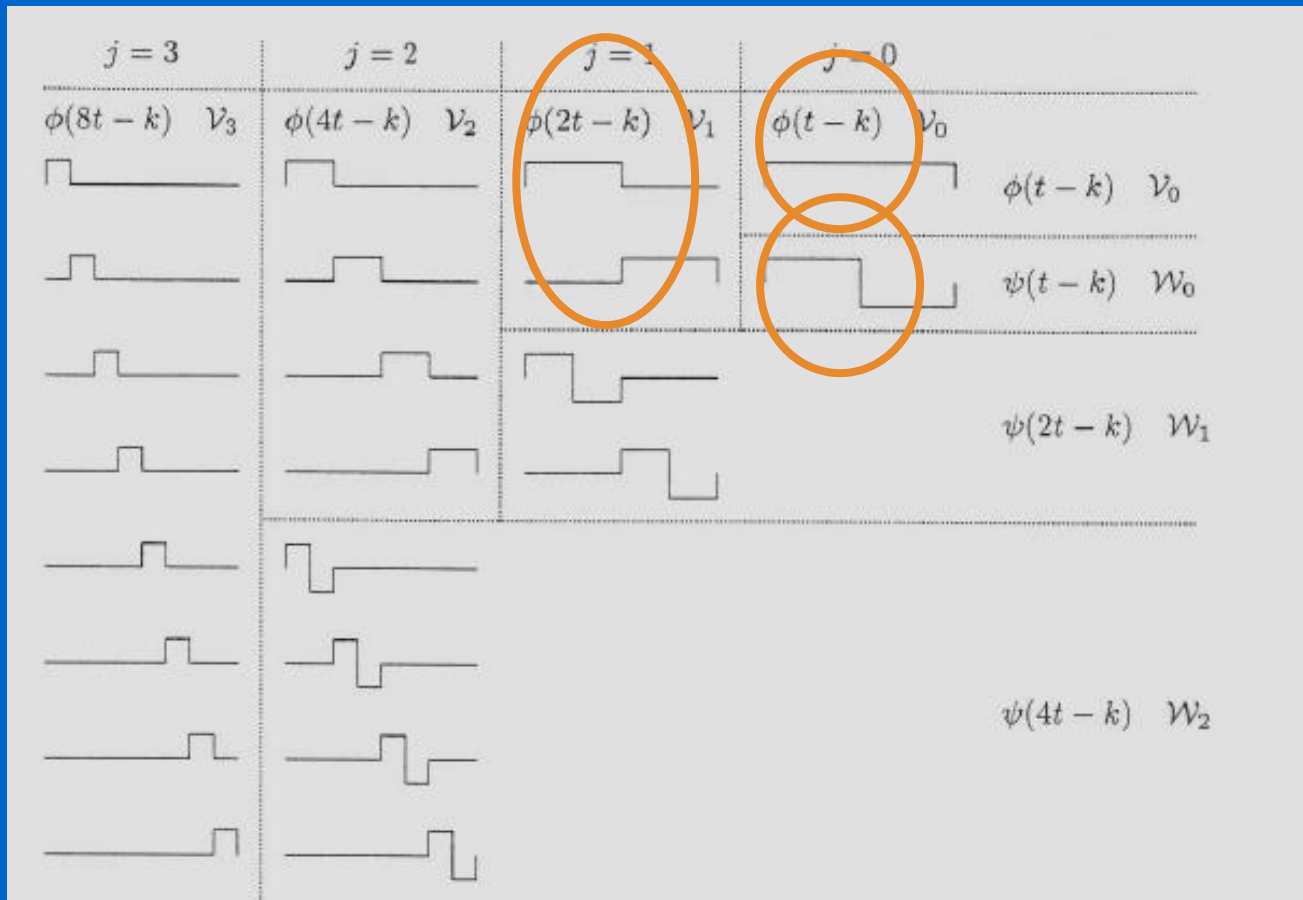 j = 3 j = 2 j = 1 j = 0
ϕ(8t − k) 𝒱₃ ϕ(4t − k) 𝒱₂ ϕ(2t − k) 𝒱₁ ϕ(t − k) 𝒱₀
ϕ(t − k) 𝒱₀
ψ(t − k) 𝒲₀
ψ(2t − k) 𝒲₁
ψ(4t − k) 𝒲₂